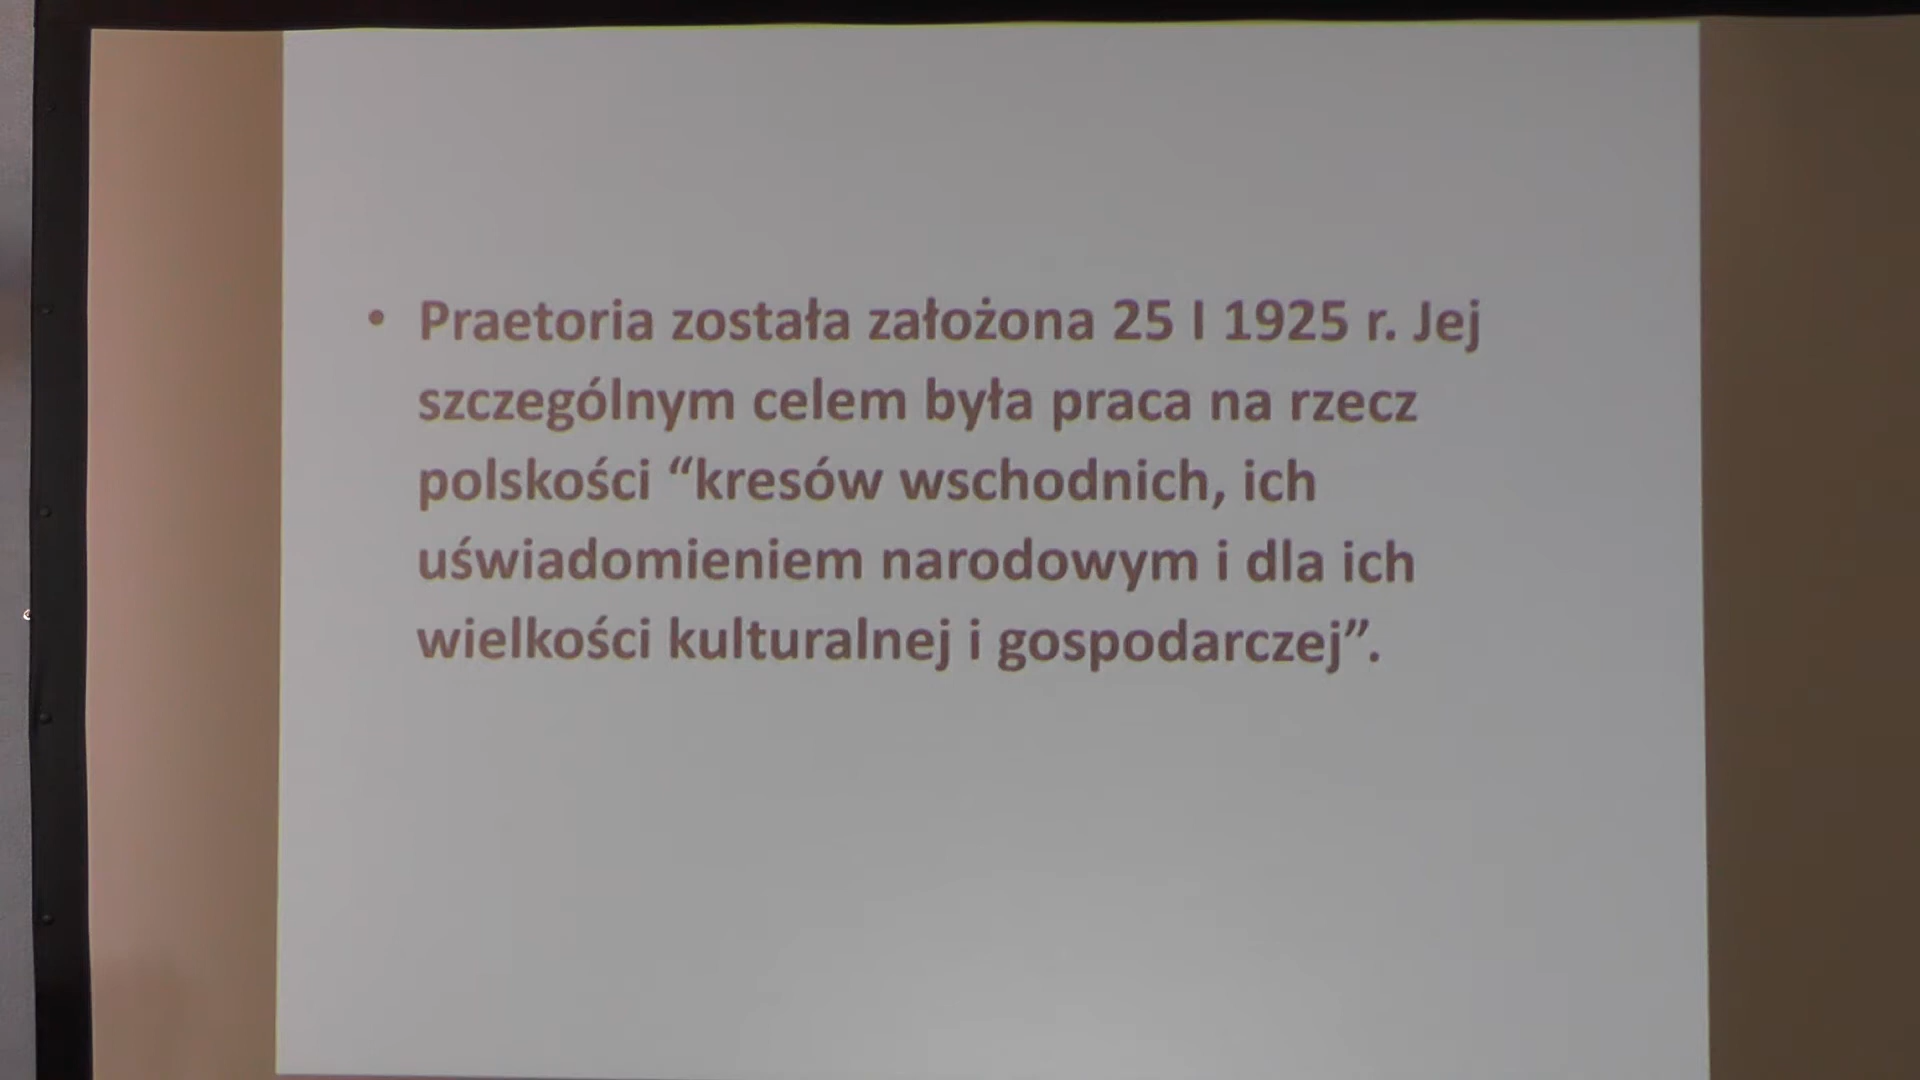 • Praetoria została założona 25 I 1925 r. Jej
szczególnym celem była praca na rzecz
polskości “kresów wschodnich, ich
uświadomieniem narodowym i dla ich
wielkości kulturalnej i gospodarczej”.